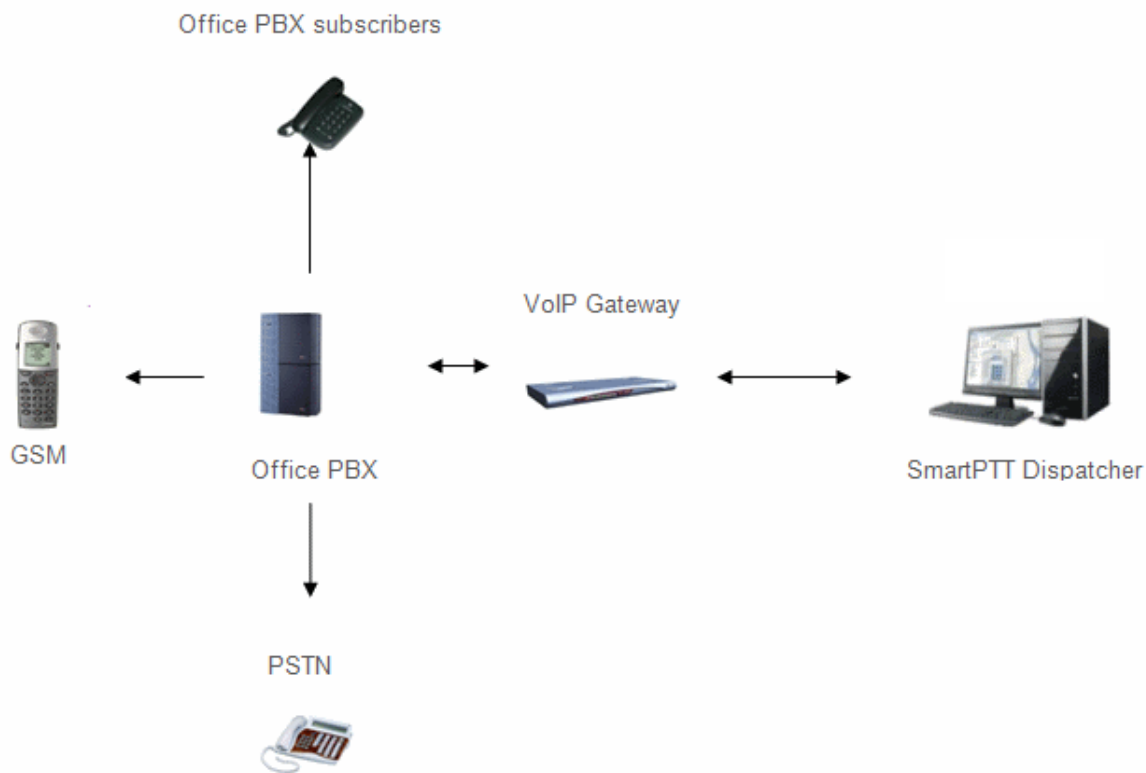 Office PBX subscribers
VoIP Gateway
GSM
Office PBX
SmartPTT Dispatcher
PSTN